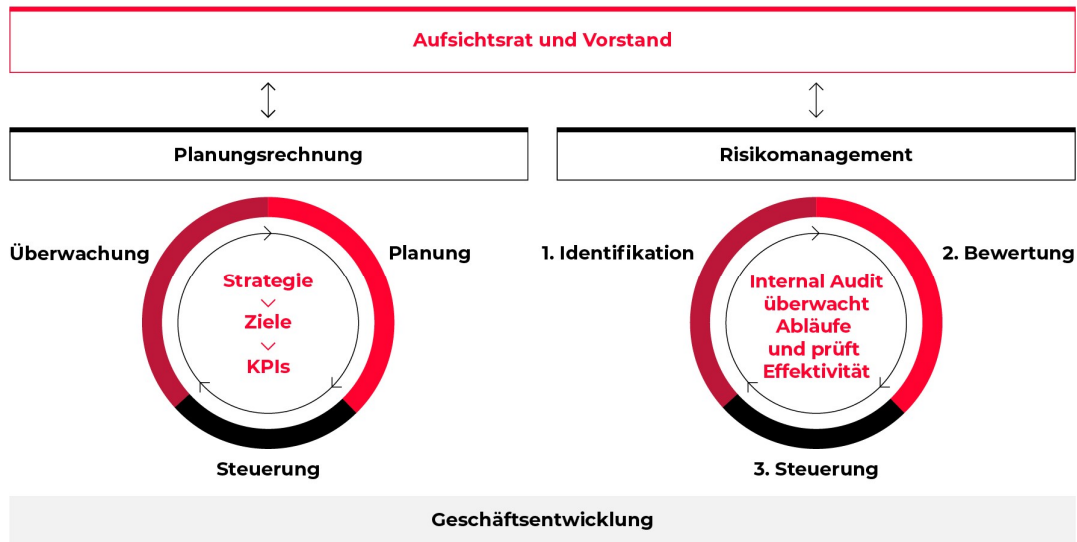 Aufsichtsrat und Vorstand
Planungsrechnung
Überwachung
Planung
Strategie
Ziele
KPIs
Steuerung
Risikomanagement
1. Identifikation
2. Bewertung
Internal Audit
überwacht
Abläufe
und prüft
Effektivität
3. Steuerung
Geschäftsentwicklung